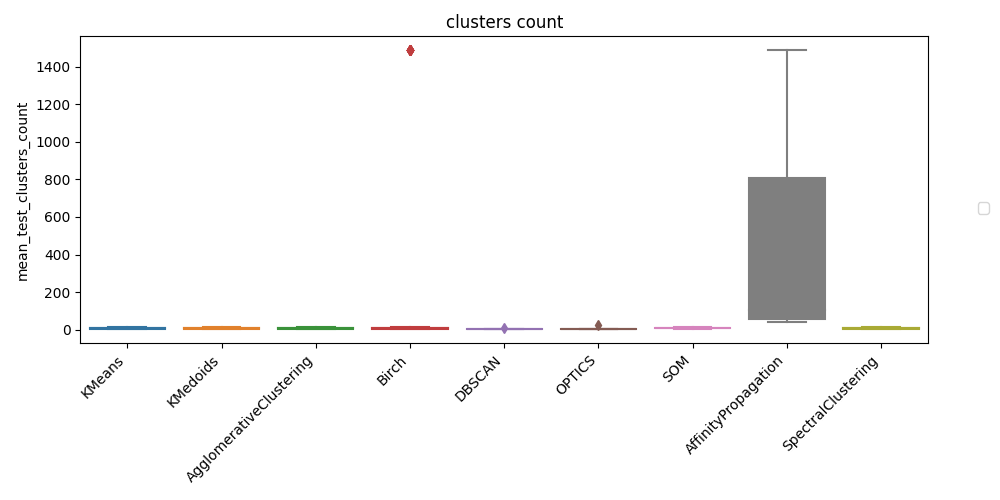 clusters count
mean_test_clusters_count
1400
1200
1000
800
600
400
200
0
KMeans
KMedoids
AgglomerativeClustering
Birch
DBSCAN
OPTICS
SOM
AffinityPropagation
SpectralClustering